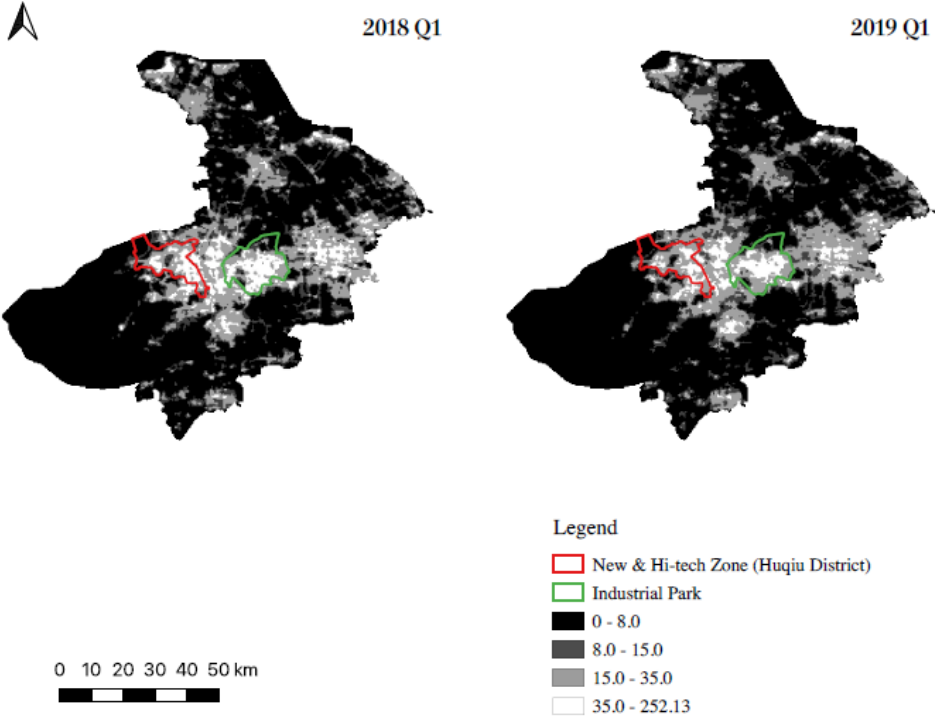 2018 Q1
2019 Q1
Legend
New & Hi-tech Zone (Huqiu District)
Industrial Park
0 - 8.0
8.0 - 15.0
15.0 - 35.0
35.0 - 252.13
0 10 20 30 40 50 km